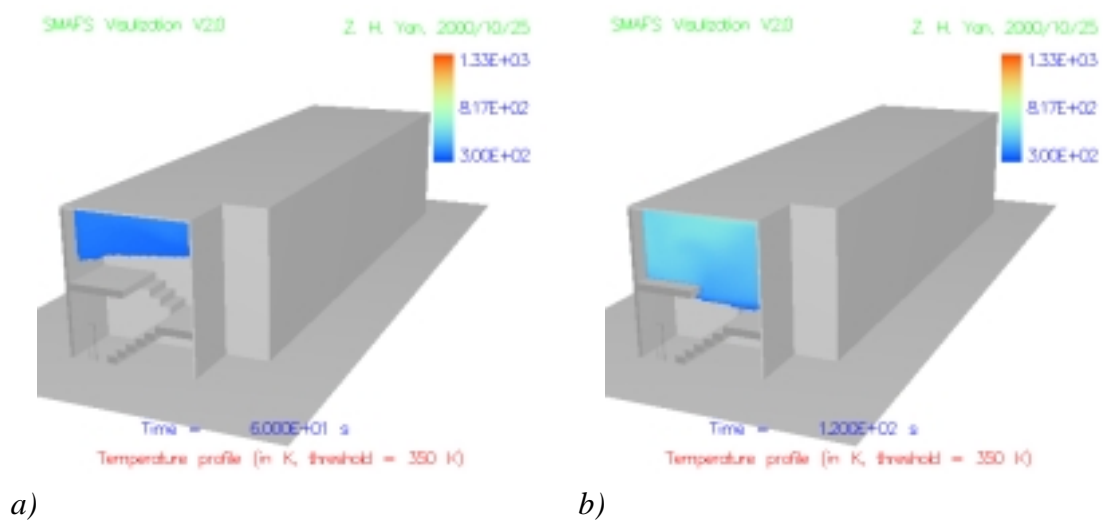 SMAFS Visulization V2.0
Z. H. Yan, 2000/10/25
1.33E+03
8.17E+02
3.00E+02
Time = 6.000E+01 s
Temperature profile (in K, threshold = 350 K)
a)
SMAFS Visulization V2.0
Z. H. Yan, 2000/10/25
1.33E+03
8.17E+02
3.00E+02
Time = 1.200E+02 s
Temperature profile (in K, threshold = 350 K)
b)